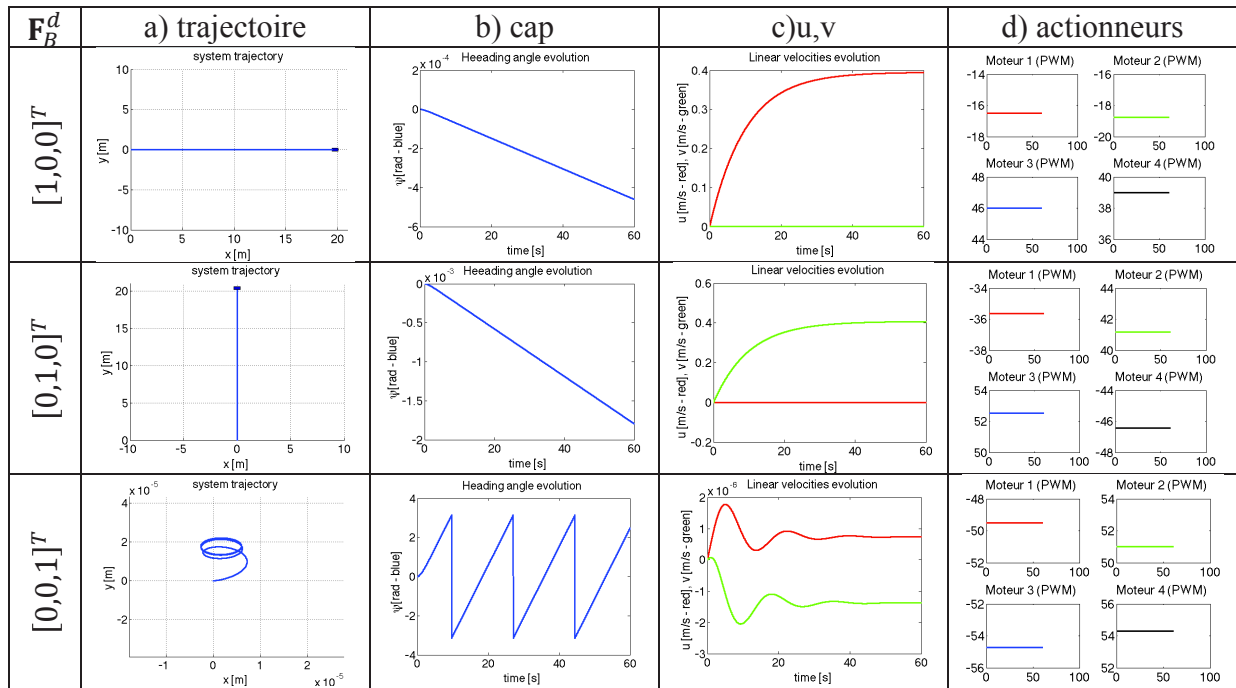 F_B^d
a) trajectoire
b) cap
c)u,v
d) actionneurs
[1,0,0]^T
system trajectory
10
5
0
-5
-10
y [m]
0 5 10 15 20
x [m]
Heeading angle evolution
x 10^-4
2
0
-2
-4
-6
ψ[rad - blue]
0 20 40 60
time [s]
Linear velocities evolution
0.4
0.3
0.2
0.1
0
u [m/s - red], v [m/s - green]
0 20 40 60
time [s]
Moteur 1 (PWM)
-14
-16
-18
0 50 100
Moteur 2 (PWM)
-16
-18
-20
0 50 100
Moteur 3 (PWM)
48
46
44
0 50 100
Moteur 4 (PWM)
40
38
36
0 50 100
[0,1,0]^T
system trajectory
20
15
10
5
0
y [m]
-10 -5 0 5 10
x [m]
Heeading angle evolution
x 10^-3
0
-0.5
-1
-1.5
-2
ψ[rad - blue]
0 20 40 60
time [s]
Linear velocities evolution
0.6
0.4
0.2
0
-0.2
u [m/s - red], v [m/s - green]
0 20 40 60
time [s]
Moteur 1 (PWM)
-34
-36
-38
0 50 100
Moteur 2 (PWM)
44
42
40
0 50 100
Moteur 3 (PWM)
54
52
50
0 50 100
Moteur 4 (PWM)
-44
-46
-48
0 50 100
[0,0,1]^T
system trajectory
x 10^-5
4
2
0
-2
y [m]
-1 0 1 2
x [m]
x 10^-5
Heading angle evolution
4
2
0
-2
-4
ψ[rad - blue]
0 20 40 60
time [s]
Linear velocities evolution
x 10^-6
2
1
0
-1
-2
-3
u [m/s - red], v [m/s - green]
0 20 40 60
time [s]
Moteur 1 (PWM)
-48
-50
-52
0 50 100
Moteur 2 (PWM)
54
52
50
0 50 100
Moteur 3 (PWM)
-52
-54
-56
0 50 100
Moteur 4 (PWM)
56
54
52
0 50 100